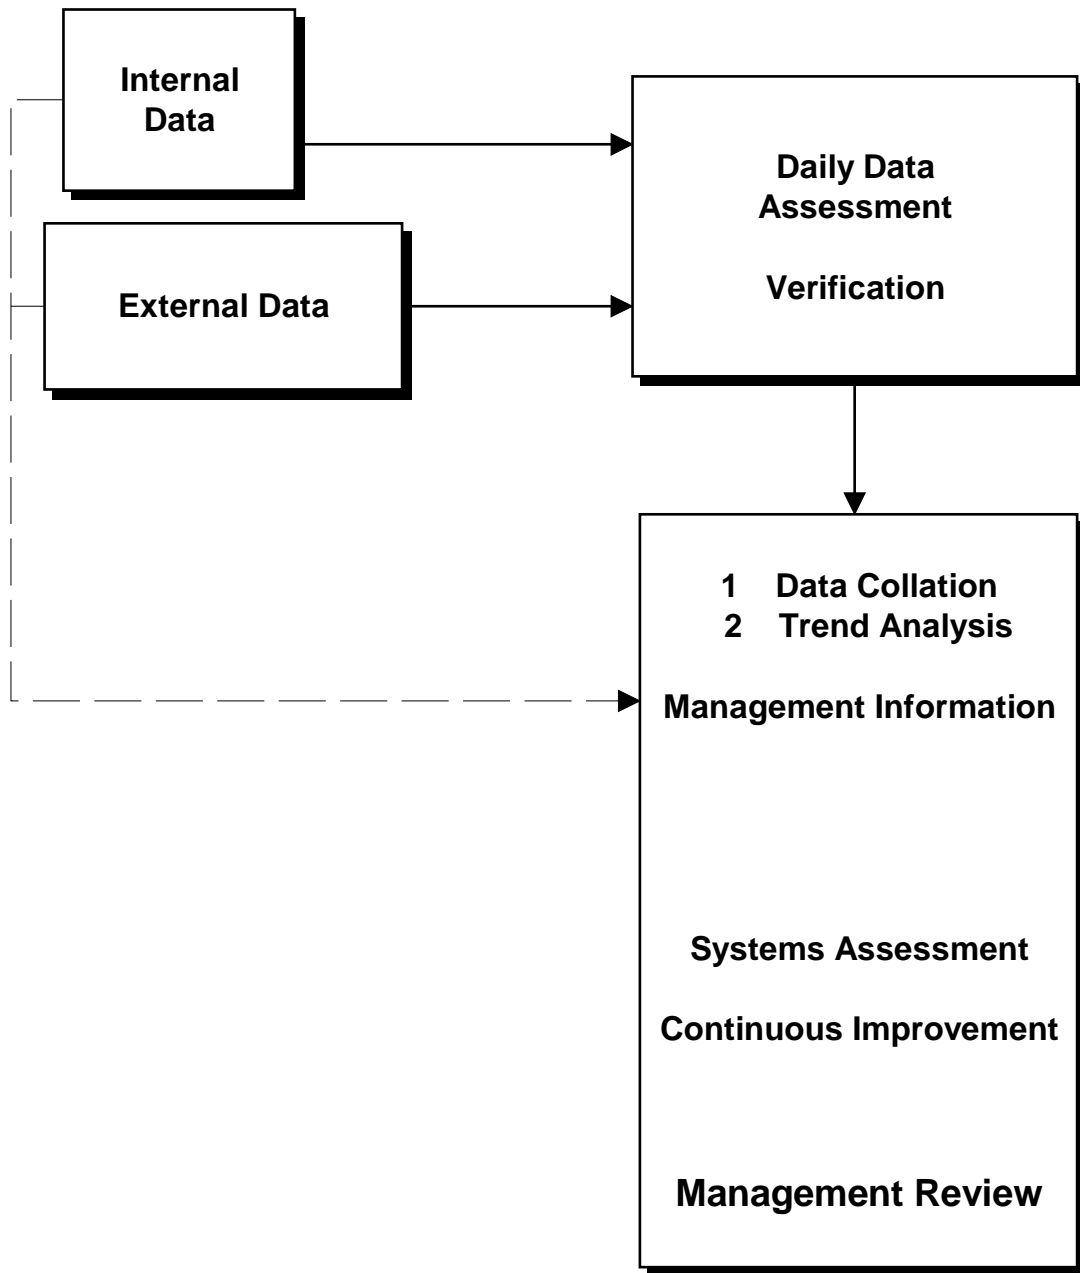 Internal
Data
Daily Data
Assessment
Verification
External Data
1 Data Collation
2 Trend Analysis
Management Information
Systems Assessment
Continuous Improvement
Management Review